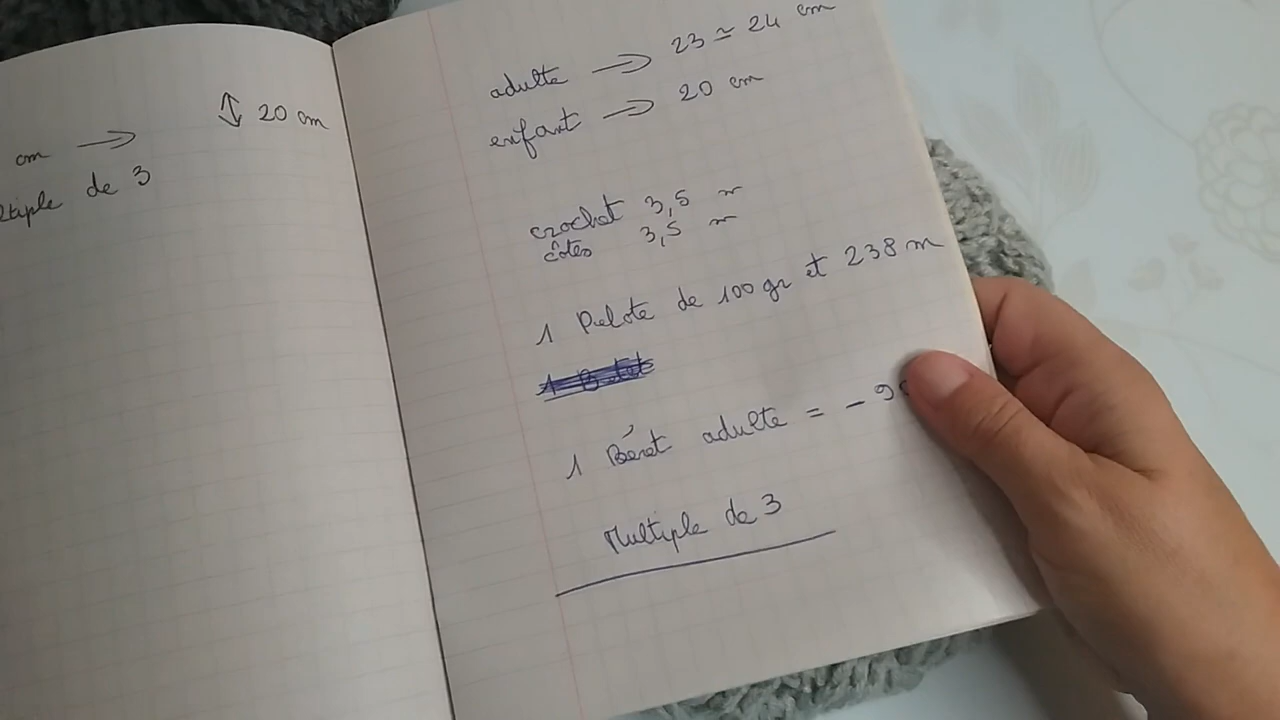 ↕ 20 cm
cm →
de 3
adulte → 23 ≃ 24 cm
enfant → 20 cm
crochet 3,5 m
côtes 3,5 m
1 Pelote de 100 gr et 238 m
1 Béret adulte = - 9
Multiple de 3